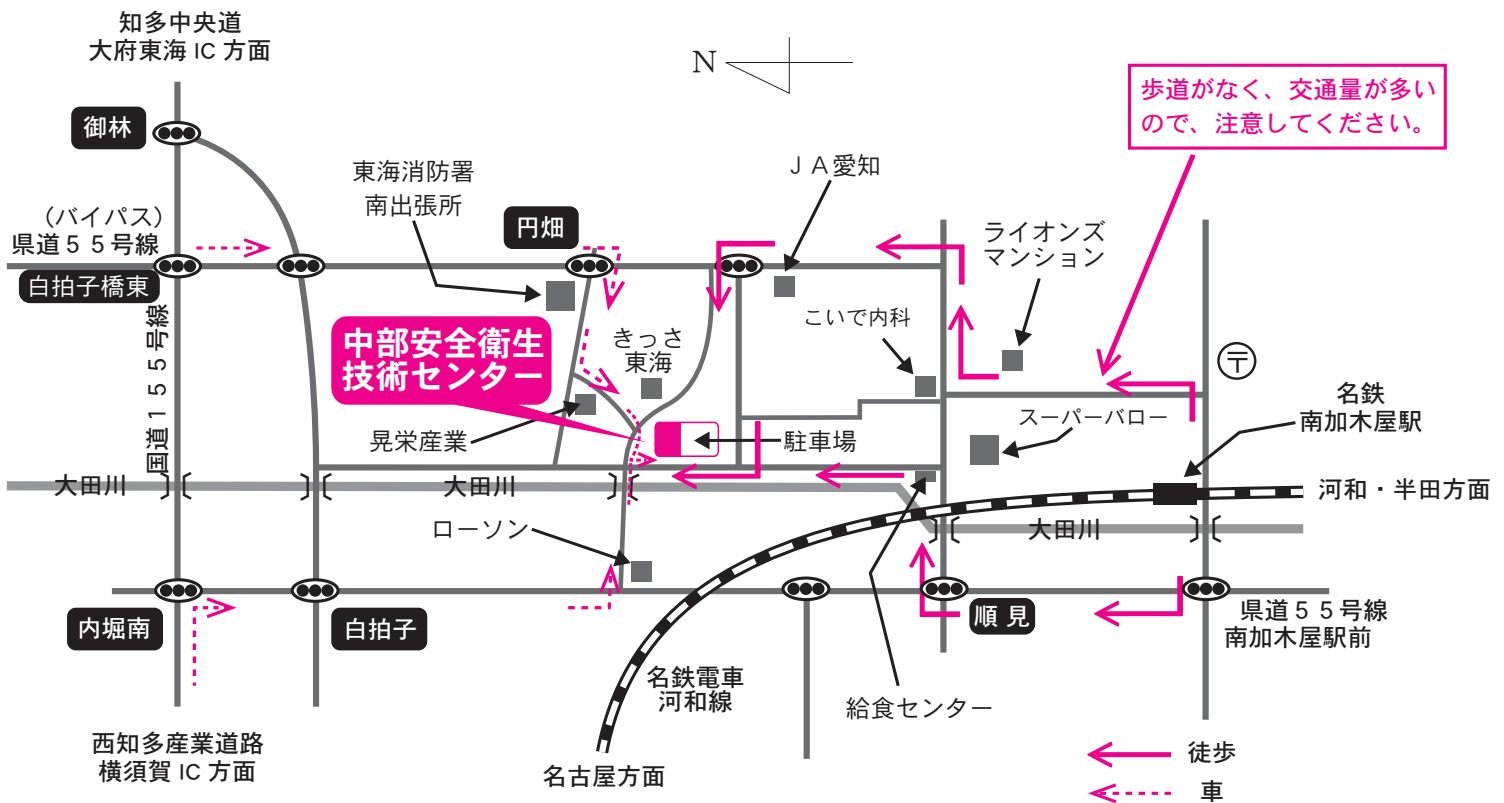 知多中央道
大府東海 IC 方面
N
歩道がなく、交通量が多い
ので、注意してください。
御林
東海消防署
南出張所
ＪＡ愛知
（バイパス）
県道５５号線
円畑
ライオンズ
マンション
白拍子橋東
国道１５５号線
中部安全衛生
技術センター
きっさ
東海
こいで内科
〒
名鉄
南加木屋駅
スーパーバロー
晃栄産業
駐車場
大田川
大田川
河和・半田方面
ローソン
大田川
内堀南
白拍子
順見
県道５５号線
南加木屋駅前
名鉄電車
河和線
給食センター
西知多産業道路
横須賀 IC 方面
名古屋方面
徒歩
車